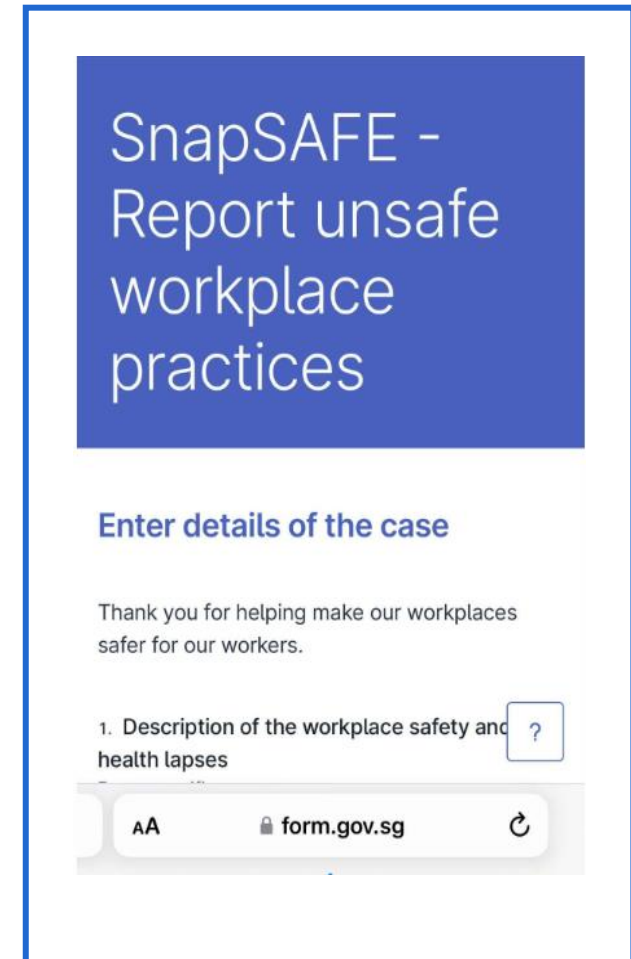 SnapSAFE -
Report unsafe
workplace
practices
Enter details of the case
Thank you for helping make our workplaces
safer for our workers.
1. Description of the workplace safety and
?
health lapses
AA
form.gov.sg